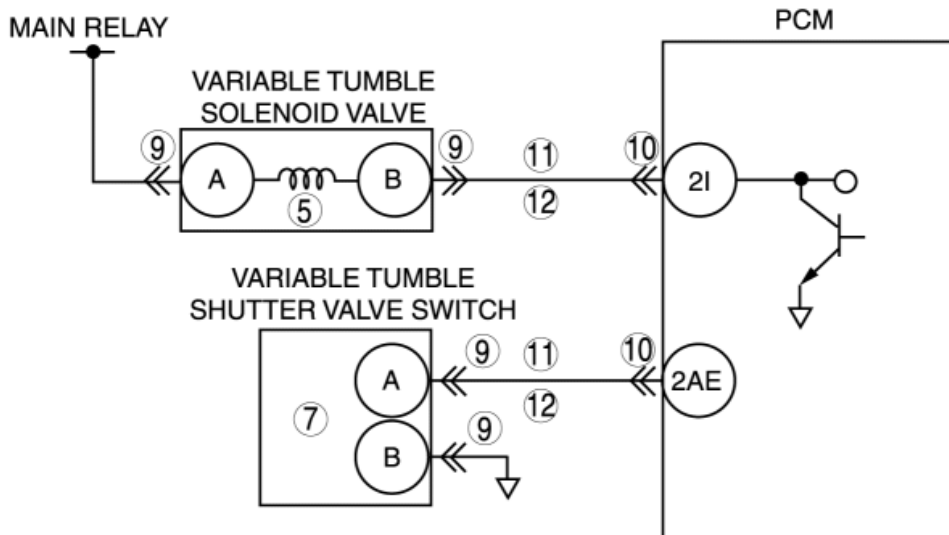 PCM
MAIN RELAY
VARIABLE TUMBLE
SOLENOID VALVE
9
A
5
B
9
11
12
10
2I
VARIABLE TUMBLE
SHUTTER VALVE SWITCH
7
A
9
11
12
10
2AE
B
9